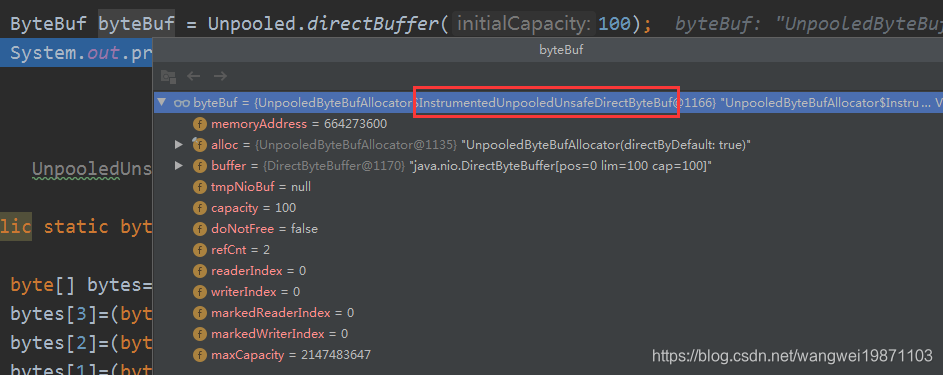 ByteBuf byteBuf = Unpooled.directBuffer( initialCapacity: 100); byteBuf: "UnpooledByteBuf
System.out.pr
byteBuf
byteBuf = {UnpooledByteBufAllocator$InstrumentedUnpooledUnsafeDirectByteBuf@1166} "UnpooledByteBufAllocator$Instru ... V
memoryAddress = 664273600
alloc = {UnpooledByteBufAllocator@1135} "UnpooledByteBufAllocator(directByDefault: true)"
UnpooledUns
buffer = {DirectByteBuffer@1170} "java.nio.DirectByteBuffer[pos=0 lim=100 cap=100]"
tmpNioBuf = null
capacity = 100
lic static byt
doNotFree = false
refCnt = 2
readerIndex = 0
byte[] bytes=
writerIndex = 0
bytes[3]=(byt
markedReaderIndex = 0
bytes[2]=(byt
markedWriterIndex = 0
bytes[1]=(byt
maxCapacity = 2147483647
https://blog.csdn.net/wangwei19871103